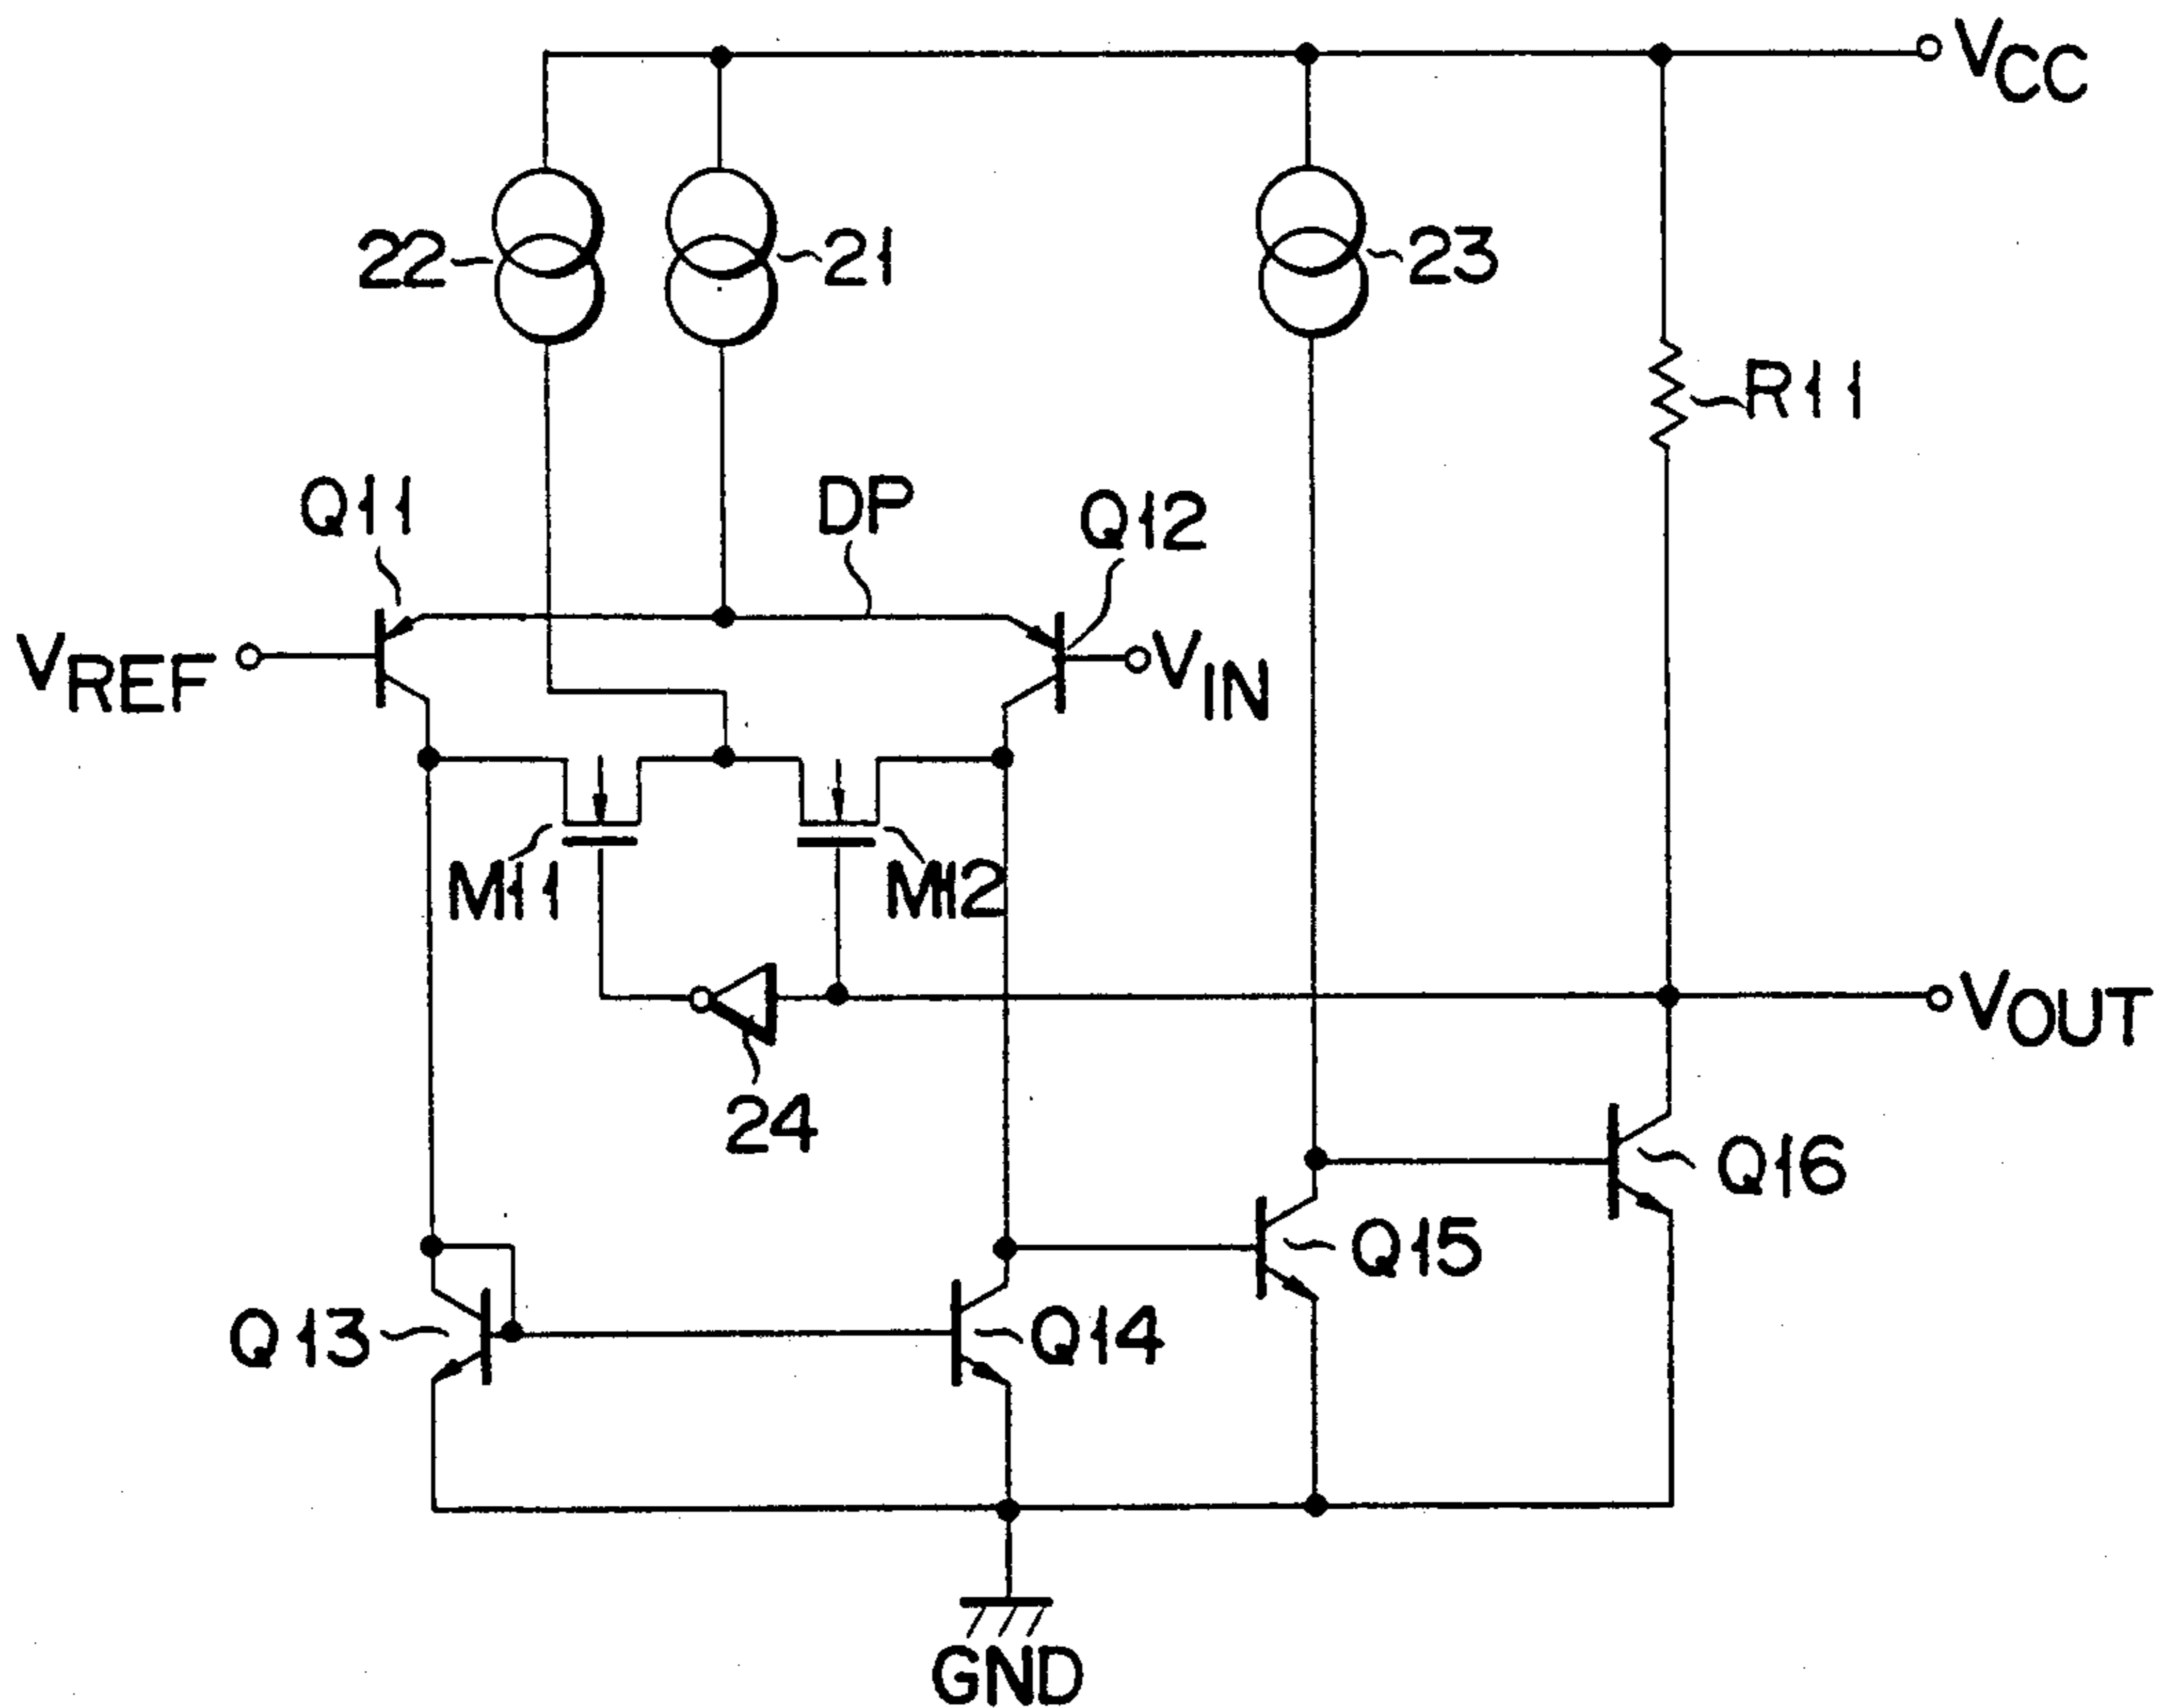 VCC
22
21
23
R11
Q11
DP
Q12
VREF
VIN
M11
M12
VOUT
24
Q16
Q15
Q13
Q14
GND